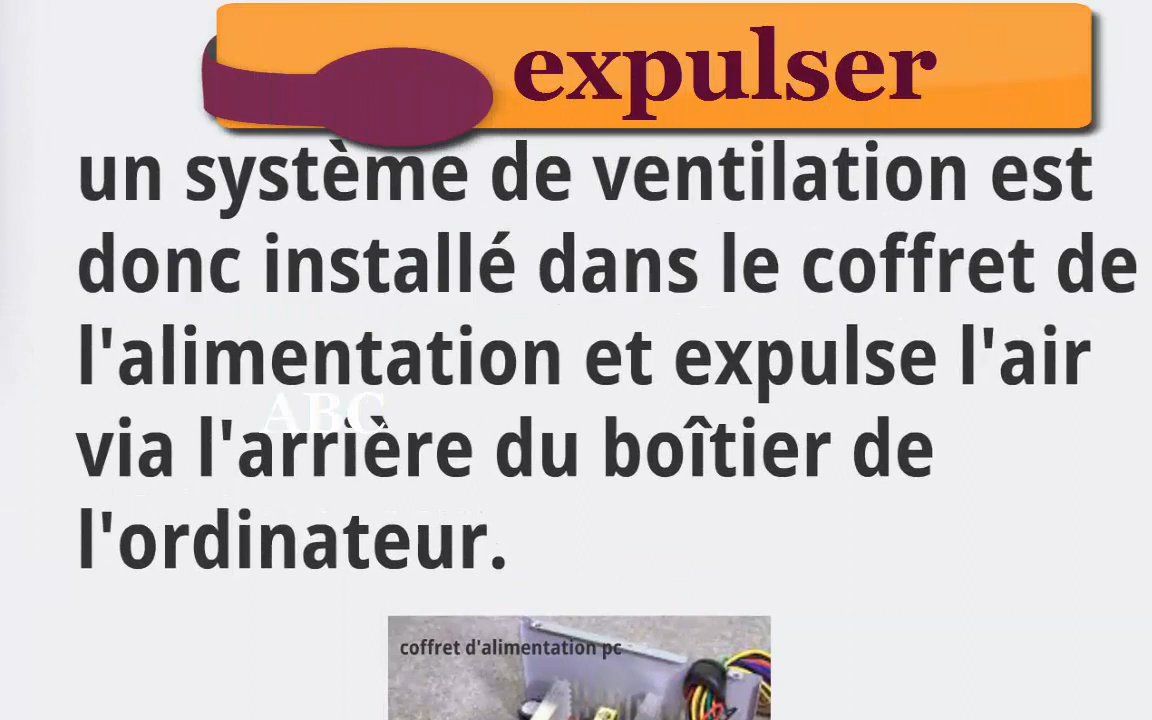 expulser
un système de ventilation est
donc installé dans le coffret de
l'alimentation et expulse l'air
ABC
via l'arrière du boîtier de
l'ordinateur.
coffret d'alimentation pc